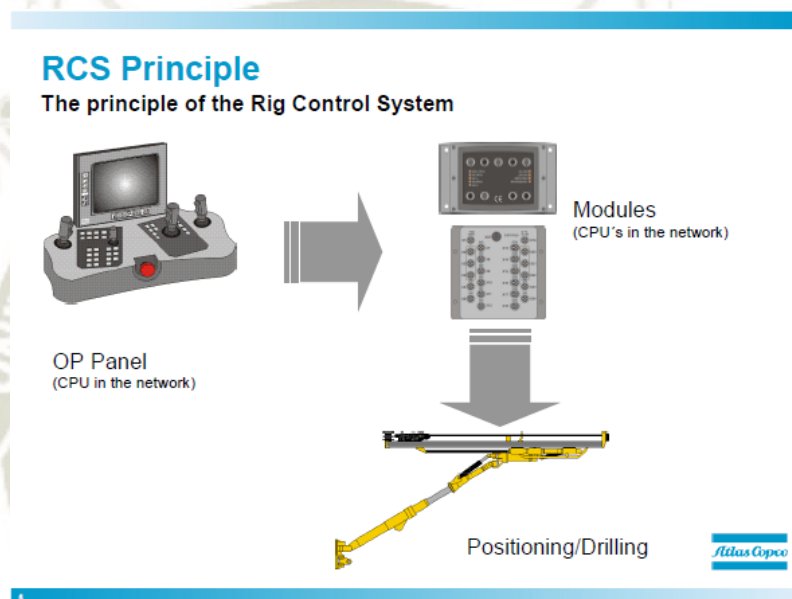 RCS Principle
The principle of the Rig Control System
Modules
(CPU´s in the network)
OP Panel
(CPU in the network)
Positioning/Drilling
Atlas Copco